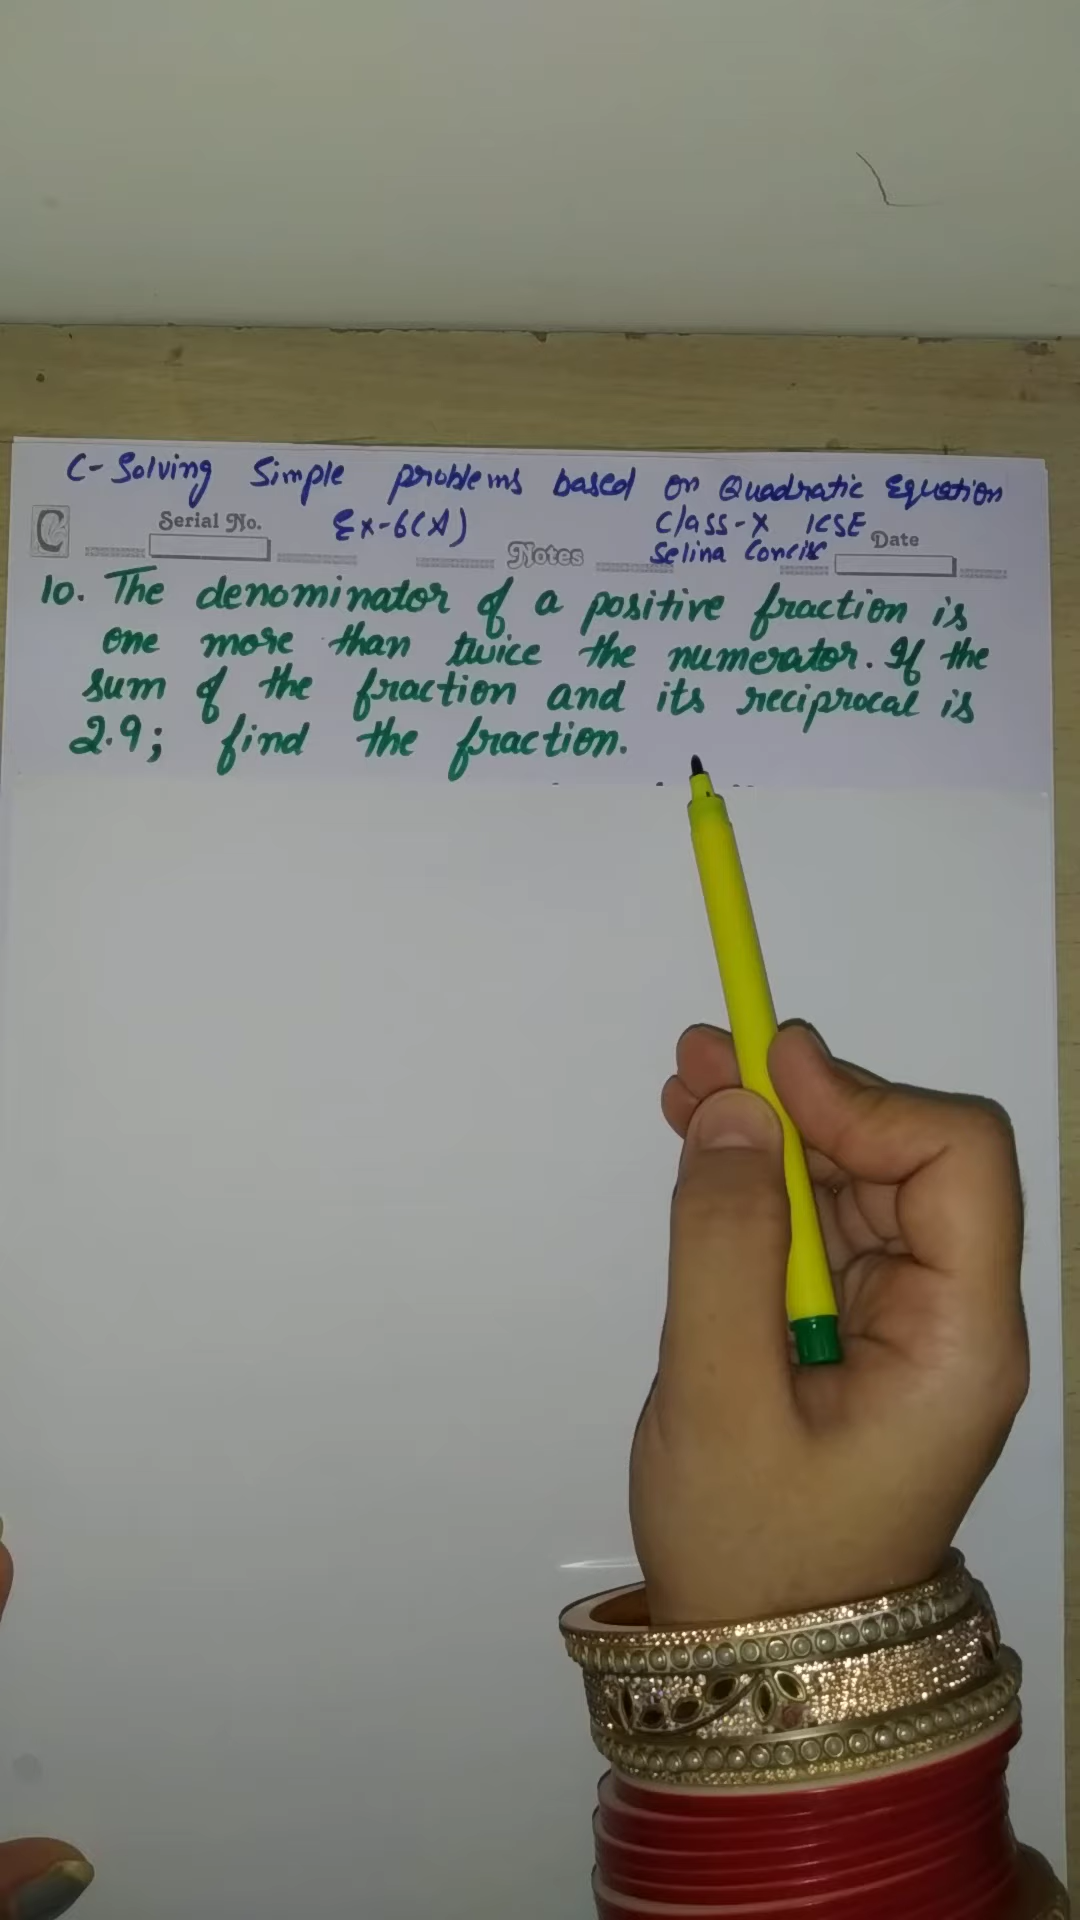 C- Solving Simple problems based on Quadratic Equation
C Serial No. Ex-6(A) Class-X ICSE
Notes Selina Concise Date
10. The denominator of a positive fraction is
one more than twice the numerator. If the
sum of the fraction and its reciprocal is
2.9; find the fraction.